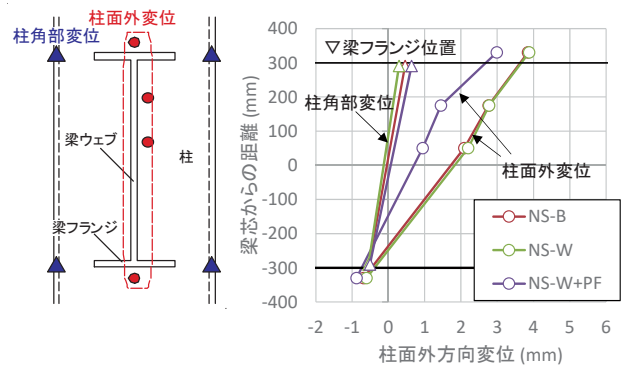 柱面外変位
柱角部変位
梁ウェブ
柱
梁フランジ
▽梁フランジ位置
柱角部変位
柱面外変位
NS-B
NS-W
NS-W+PF
梁芯からの距離 (mm)
400
300
200
100
0
-100
-200
-300
-400
-2
-1
0
1
2
3
4
5
6
柱面外方向変位 (mm)